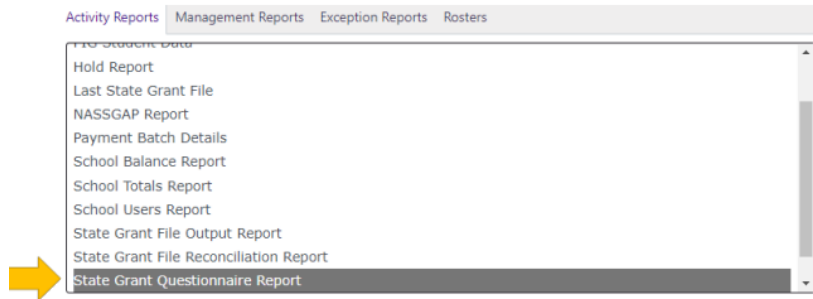 Activity Reports Management Reports Exception Reports Rosters
Student Data
Hold Report
Last State Grant File
NASSGAP Report
Payment Batch Details
School Balance Report
School Totals Report
School Users Report
State Grant File Output Report
State Grant File Reconciliation Report
State Grant Questionnaire Report